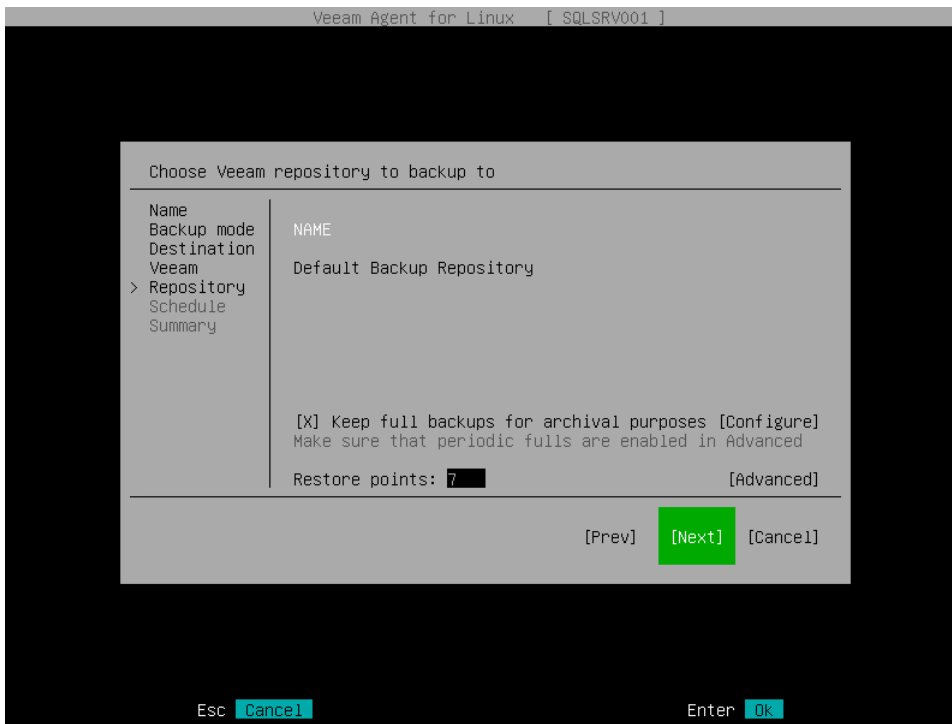 Veeam Agent for Linux [ SQLSRV001 ]
Choose Veeam repository to backup to
Name
Backup mode
Destination
Veeam
> Repository
Schedule
Summary
NAME
Default Backup Repository
[X] Keep full backups for archival purposes [Configure]
Make sure that periodic fulls are enabled in Advanced
Restore points: 7 [Advanced]
[Prev] [Next] [Cancel]
Esc Cancel Enter Ok